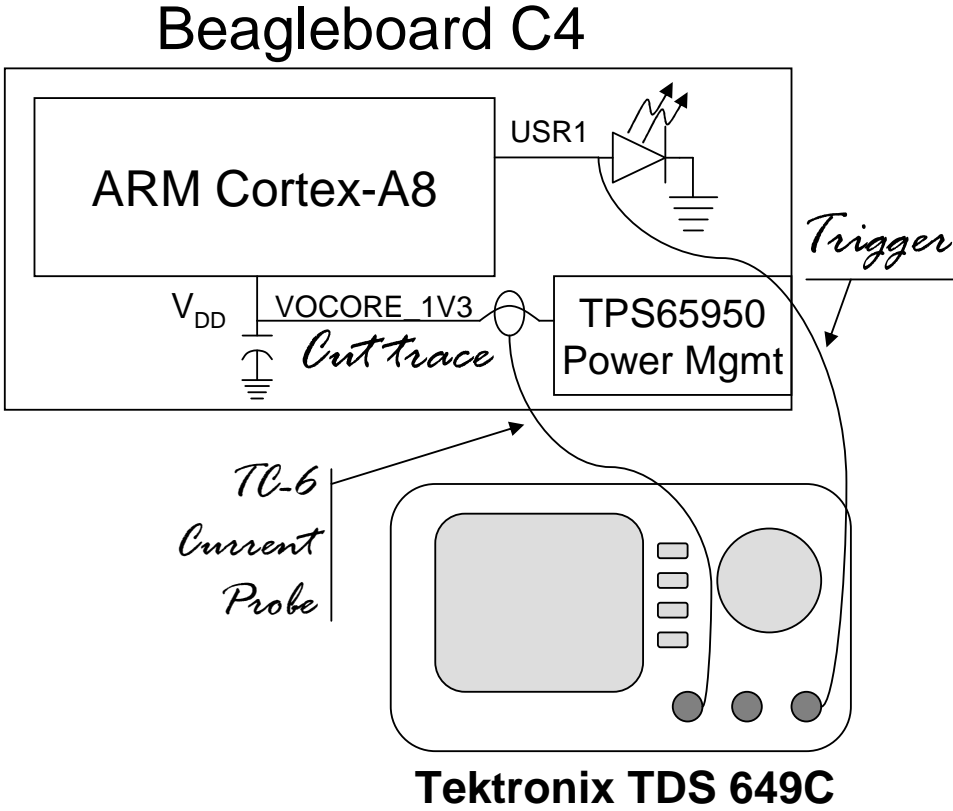 Beagleboard C4
ARM Cortex-A8
USR1
Trigger
VDD
VOCORE_1V3
Cut trace
TPS65950
Power Mgmt
TC-6
Current
Probe
Tektronix TDS 649C